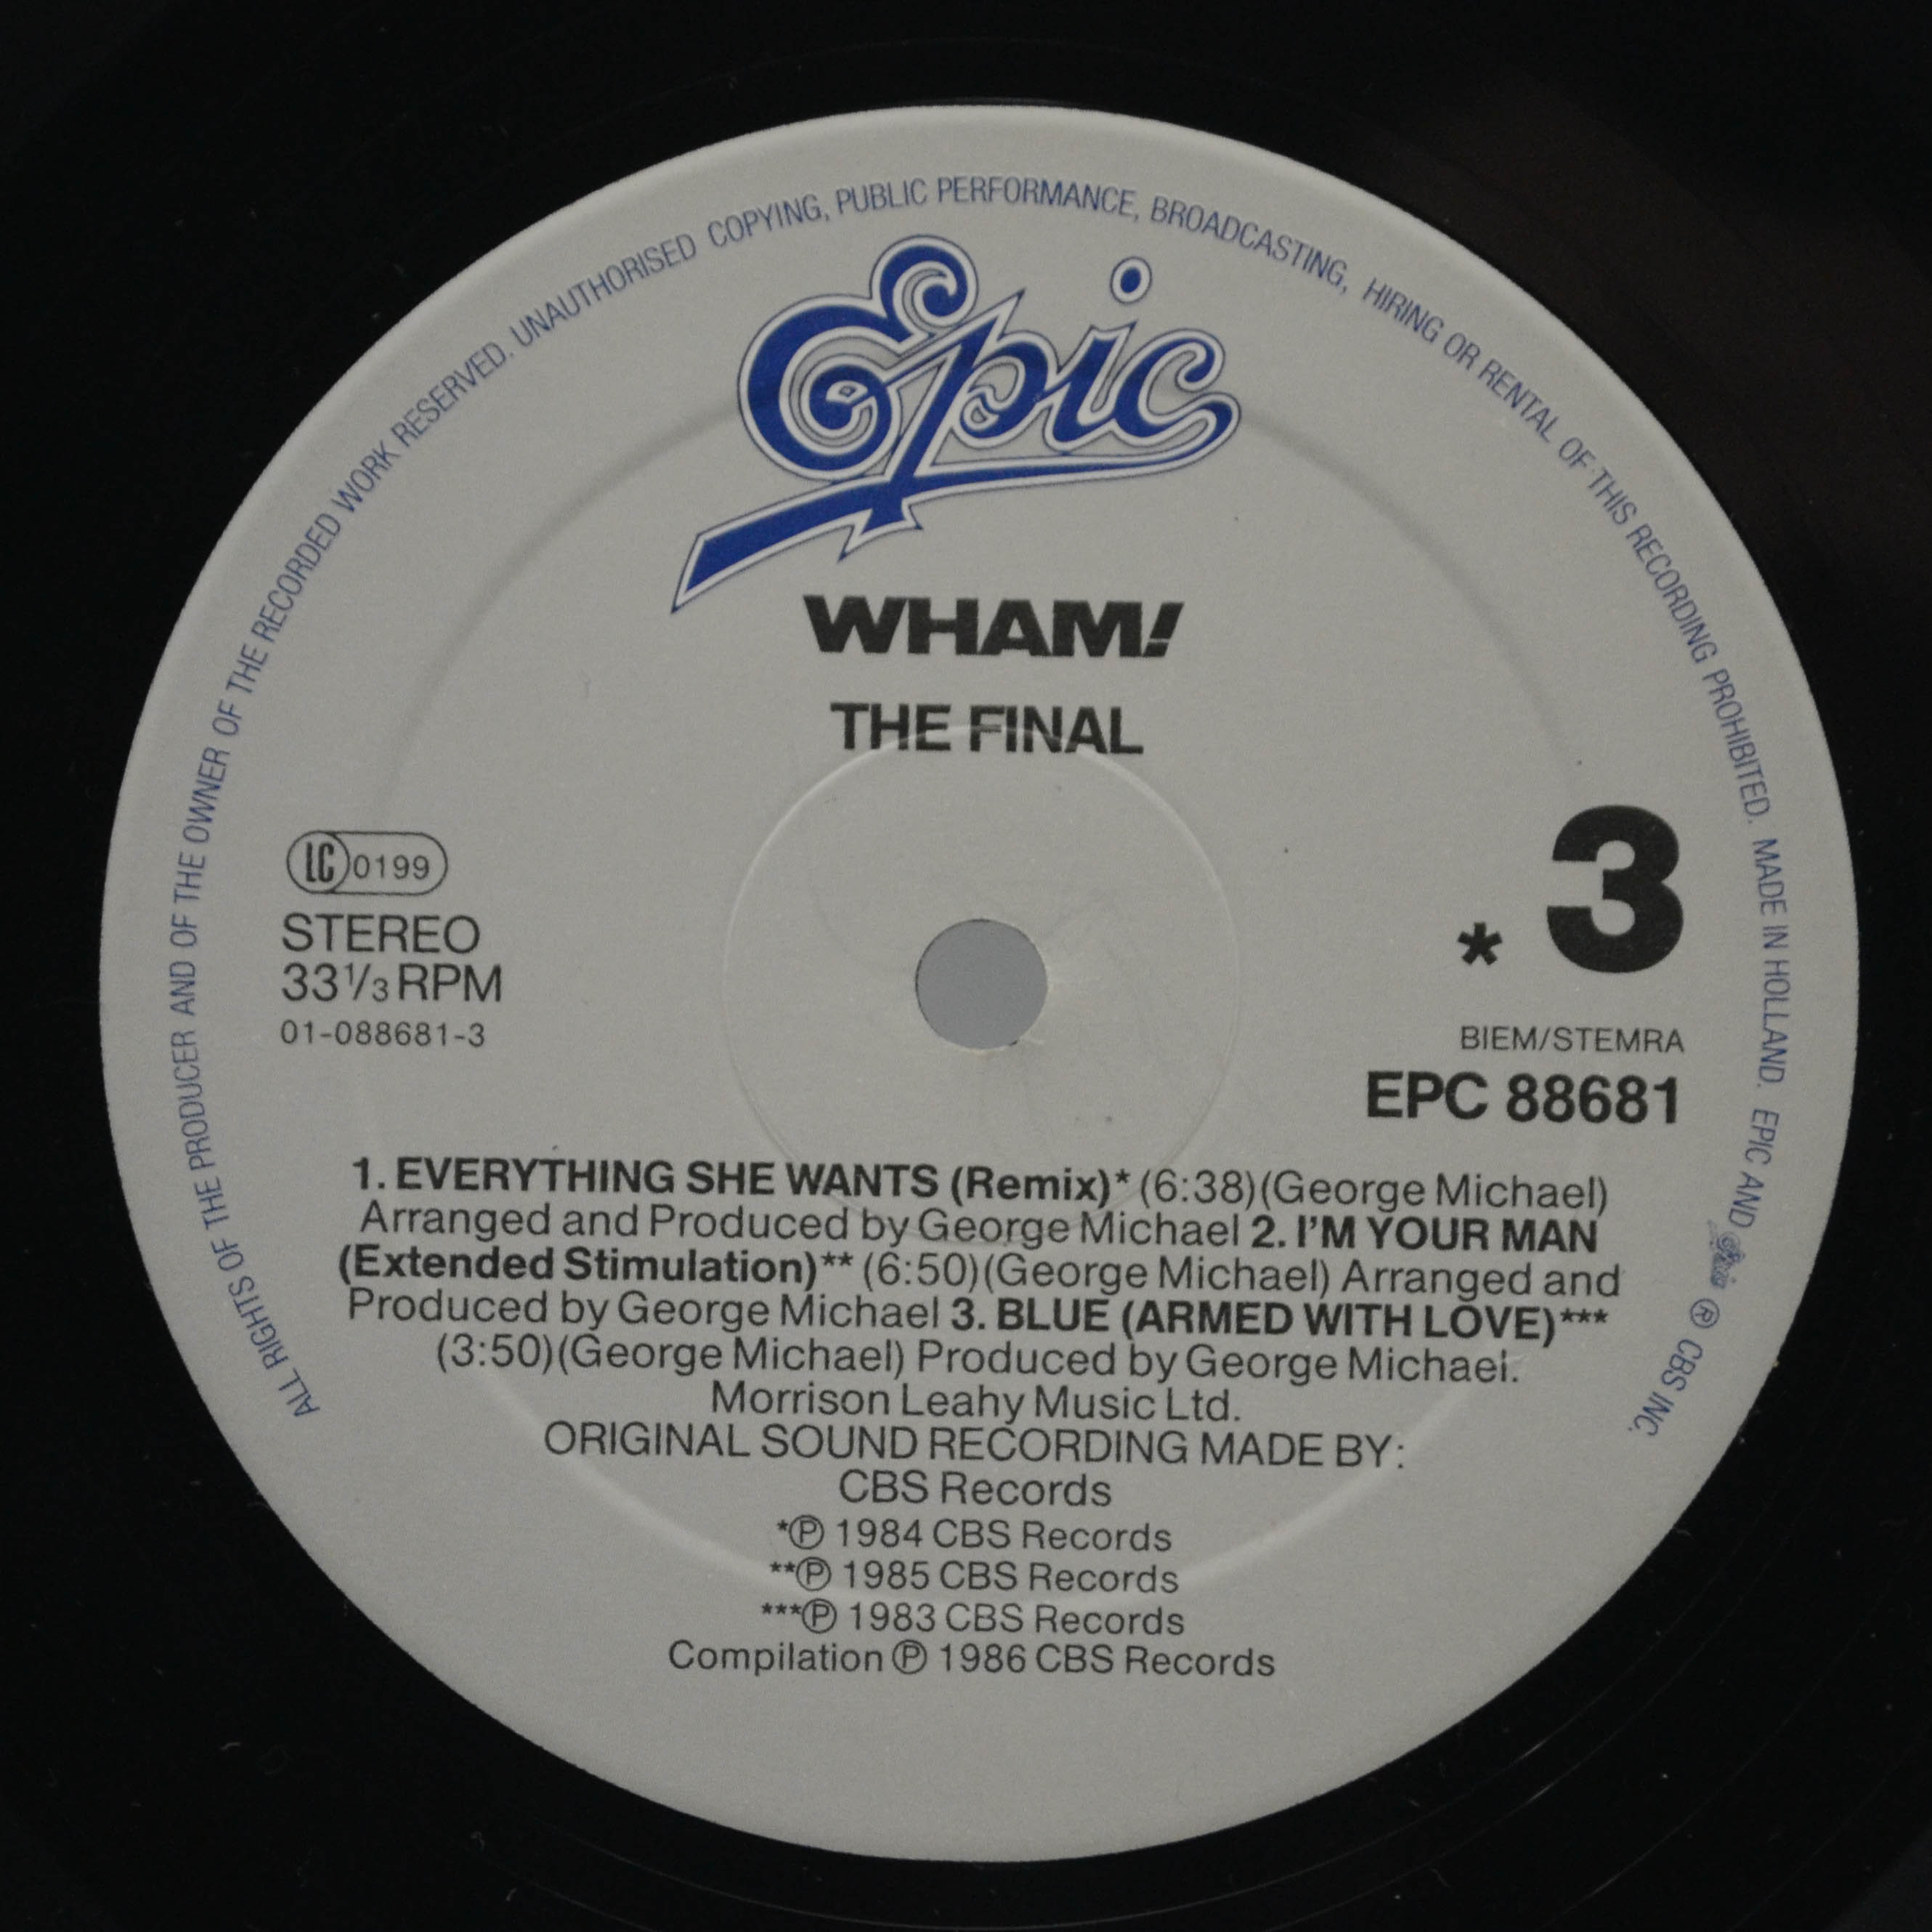 ALL RIGHTS OF THE PRODUCER AND OF THE OWNER OF THE RECORDED WORK RESERVED. UNAUTHORISED COPYING, PUBLIC PERFORMANCE, BROADCASTING, HIRING OR RENTAL OF THIS RECORDING PROHIBITED. MADE IN HOLLAND. EPIC AND Epic ® CBS INC.
Epic
WHAM!
THE FINAL
LC 0199
STEREO
33⅓ RPM
01-088681-3
* 3
BIEM/STEMRA
EPC 88681
1. EVERYTHING SHE WANTS (Remix)* (6:38)(George Michael)
Arranged and Produced by George Michael 2. I'M YOUR MAN
(Extended Stimulation)** (6:50)(George Michael) Arranged and
Produced by George Michael 3. BLUE (ARMED WITH LOVE)***
(3:50)(George Michael) Produced by George Michael.
Morrison Leahy Music Ltd.
ORIGINAL SOUND RECORDING MADE BY:
CBS Records
*℗ 1984 CBS Records
**℗ 1985 CBS Records
***℗ 1983 CBS Records
Compilation ℗ 1986 CBS Records